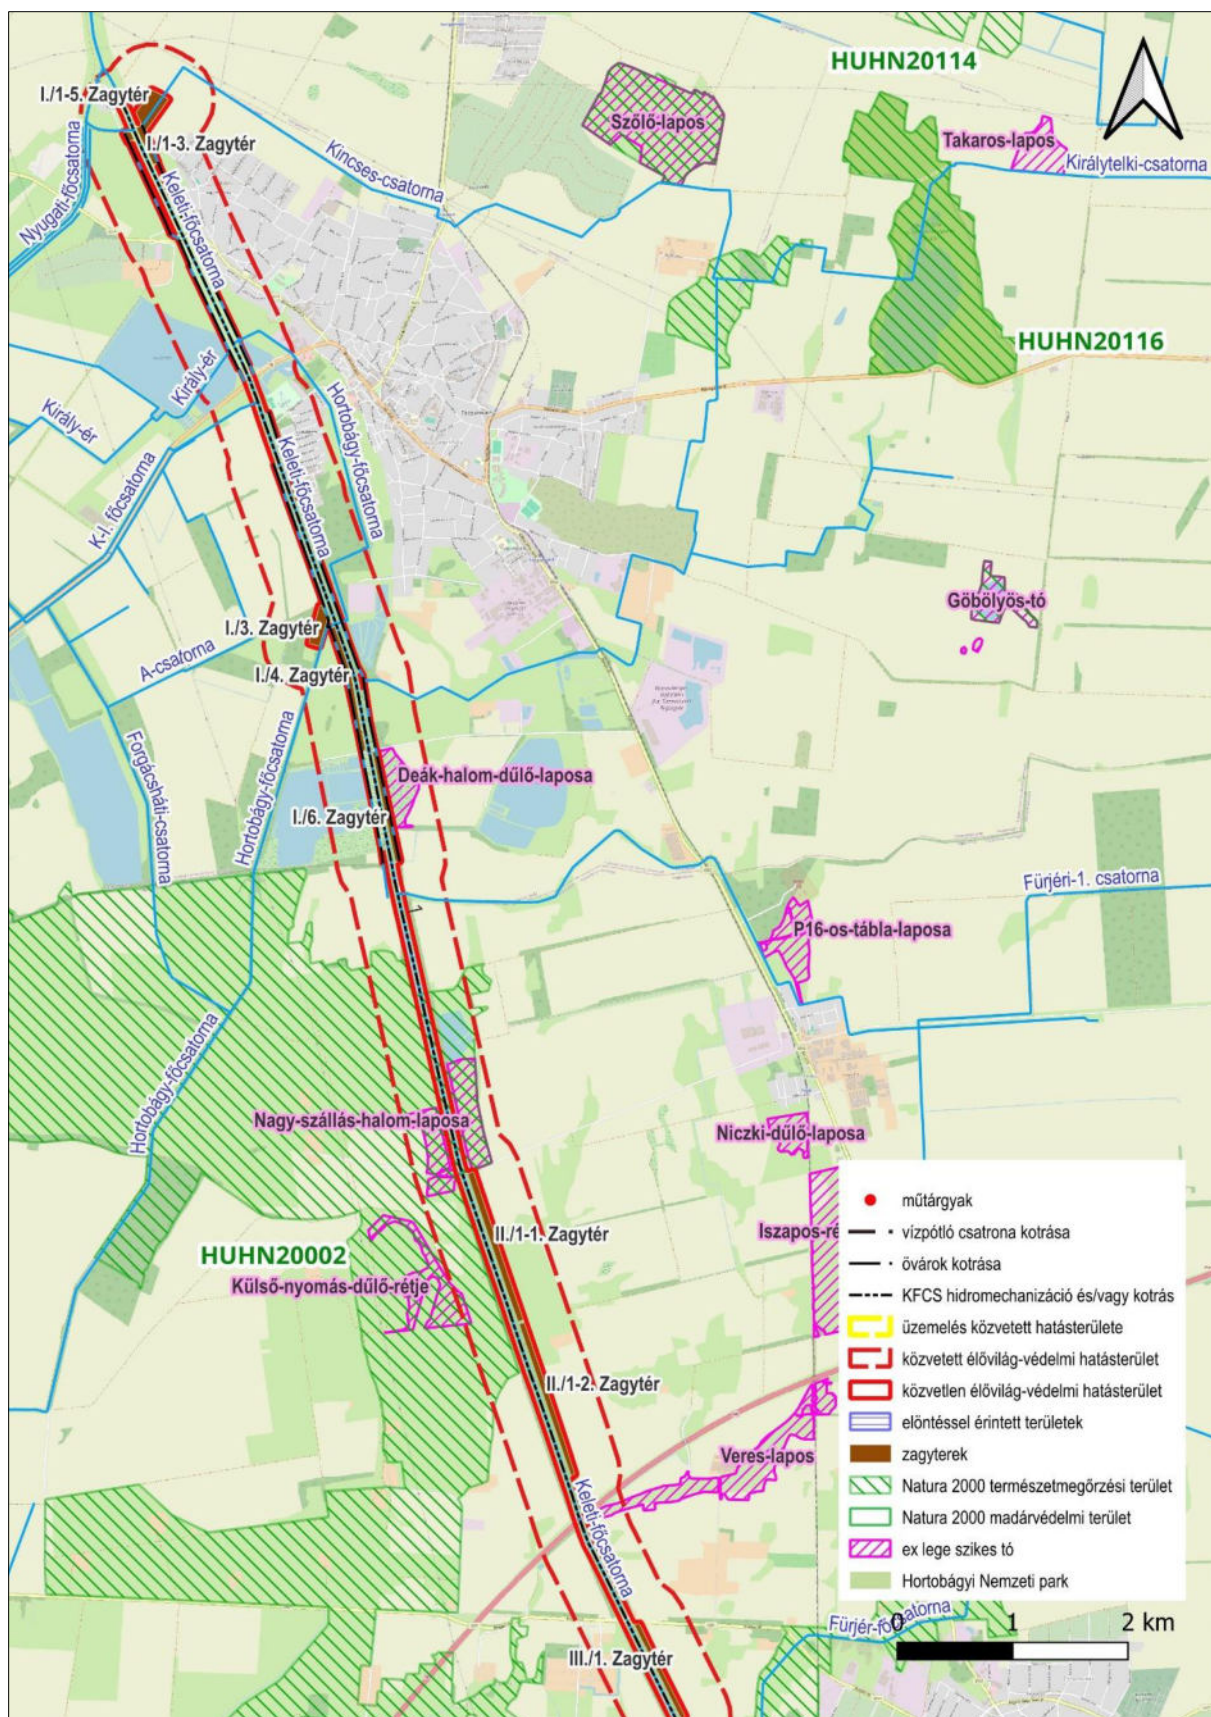 HUHN20114
I./1-5. Zagytér
Szőlő-lapos
Takaros-lapos
I./1-3. Zagytér
Kincses-csatorna
Királytelki-csatorna
Nyugati-főcsatorna
Keleti-főcsatorna
HUHN20116
Király-ér
Király-ér
Hortobágy-főcsatorna
Keleti-főcsatorna
K-I. főcsatorna
Göbölyös-tó
I./3. Zagytér
A-csatorna
I./4. Zagytér
Forgácsháti-csatorna
Hortobágy-főcsatorna
Deák-halom-dűlő-laposa
I./6. Zagytér
Fürjéri-1. csatorna
1
P16-os-tábla-laposa
Hortobágy-főcsatorna
Nagy-szállás-halom-laposa
Niczki-dűlő-laposa
II./1-1. Zagytér
Iszapos-ré
HUHN20002
Külső-nyomás-dűlő-rétje
II./1-2. Zagytér
Veres-lapos
Keleti-főcsatorna
műtárgyak
vízpótló csatrona kotrása
övárok kotrása
KFCS hidromechanizáció és/vagy kotrás
üzemelés közvetett hatásterülete
közvetett élővilág-védelmi hatásterület
közvetlen élővilág-védelmi hatásterület
elöntéssel érintett területek
zagyterek
Natura 2000 természetmegőrzési terület
Natura 2000 madárvédelmi terület
ex lege szikes tó
Hortobágyi Nemzeti park
Fürjér-főcsatorna
0 1 2 km
III./1. Zagytér